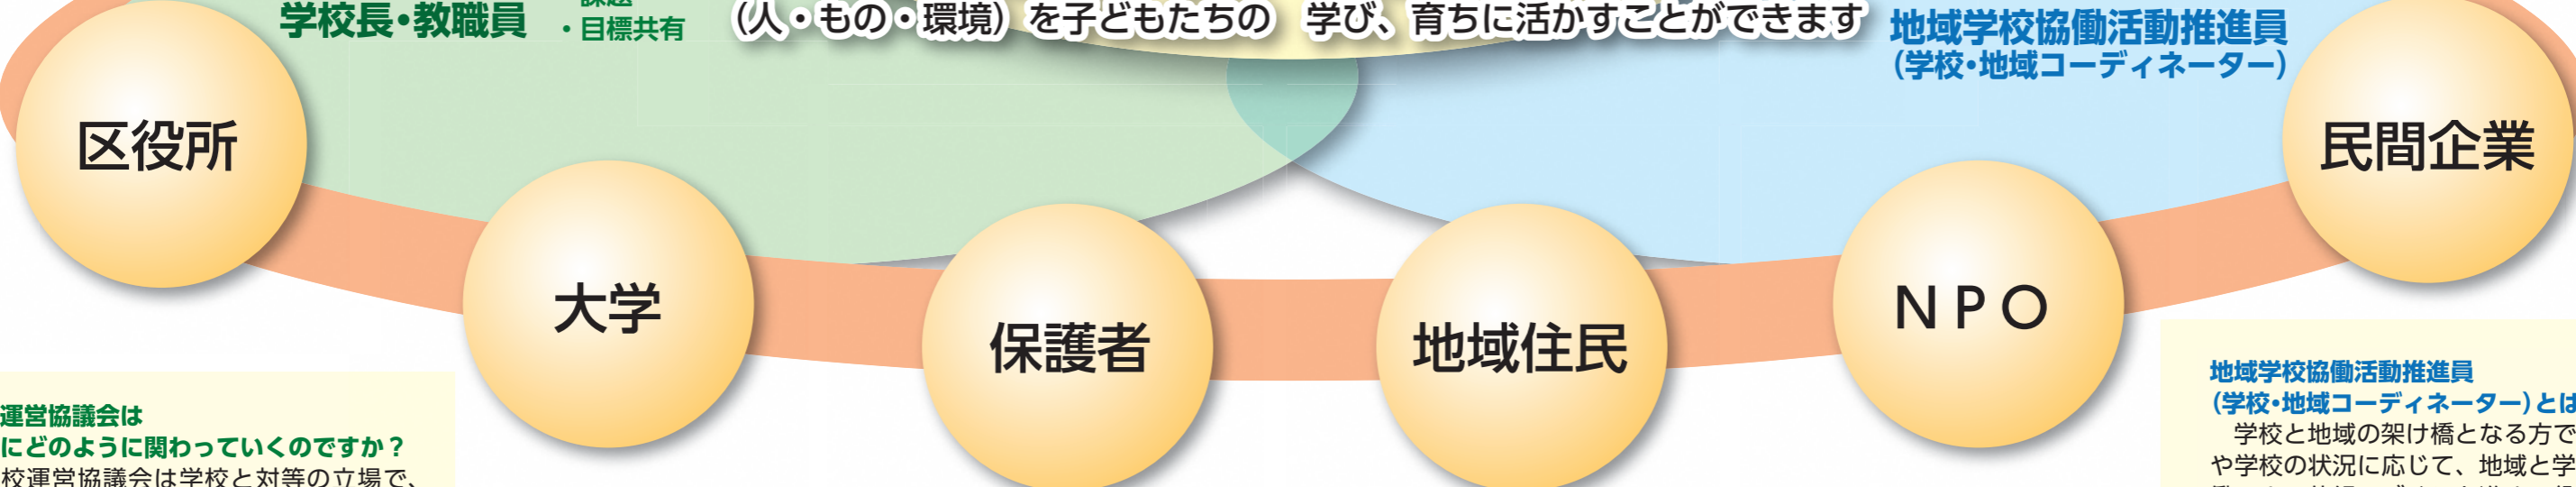 ・目標共有
学校長・教職員
（人・もの・環境）を子どもたちの　学び、育ちに活かすことができます
地域学校協働活動推進員
（学校・地域コーディネーター）
区役所
大学
保護者
地域住民
ＮＰＯ
民間企業
運営協議会は
にどのように関わっていくのですか？
校運営協議会は学校と対等の立場で、
地域学校協働活動推進員
（学校・地域コーディネーター）とは
学校と地域の架け橋となる方で
や学校の状況に応じて、地域と学